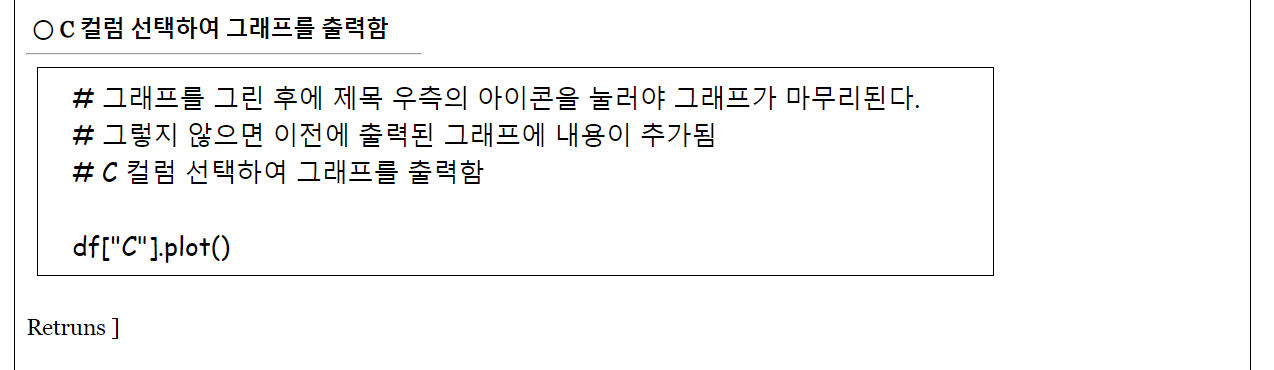 ○ C 컬럼 선택하여 그래프를 출력함
# 그래프를 그린 후에 제목 우측의 아이콘을 눌러야 그래프가 마무리된다.
# 그렇지 않으면 이전에 출력된 그래프에 내용이 추가됨
# C 컬럼 선택하여 그래프를 출력함
df["C"].plot()
Retruns ]